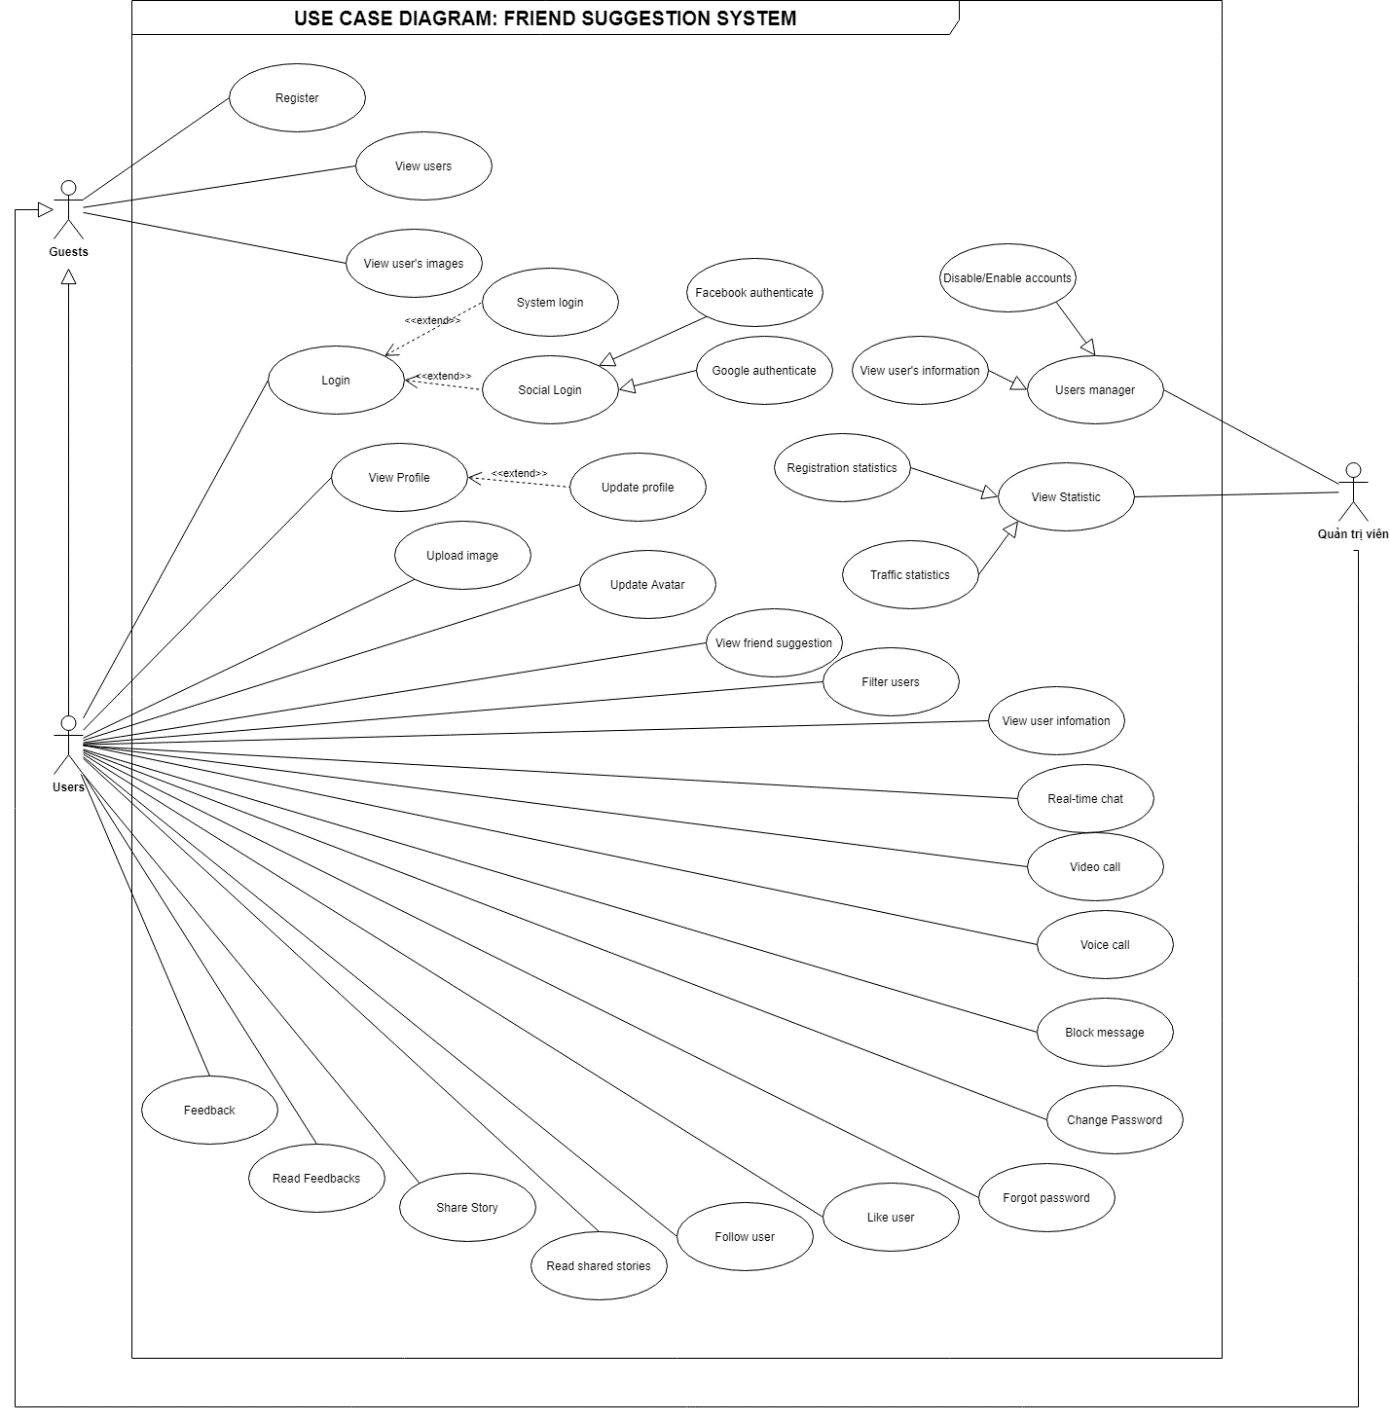 USE CASE DIAGRAM: FRIEND SUGGESTION SYSTEM
Register
View users
Guests
View user's images
System login
Facebook authenticate
Disable/Enable accounts
<<extend>>
Login
<<extend>>
Social Login
Google authenticate
View user's information
Users manager
View Profile
<<extend>>
Update profile
Registration statistics
View Statistic
Quản trị viên
Upload image
Update Avatar
Traffic statistics
View friend suggestion
Filter users
View user infomation
Users
Real-time chat
Video call
Voice call
Block message
Feedback
Change Password
Read Feedbacks
Forgot password
Share Story
Like user
Follow user
Read shared stories